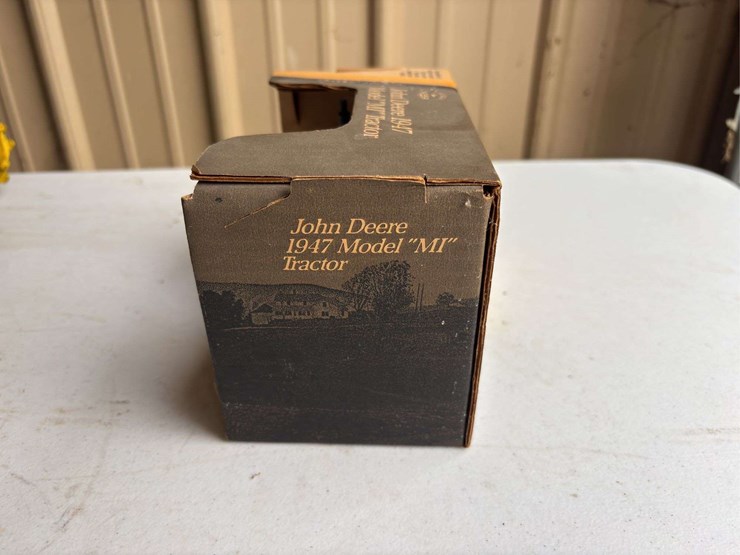 John Deere 1947
Model "MI" Tractor
John Deere
1947 Model "MI"
Tractor